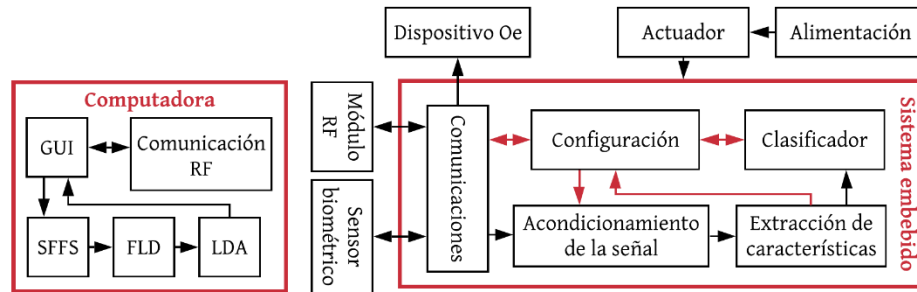 Dispositivo Oe
Actuador
Alimentación
Computadora
GUI
Comunicación
RF
SFFS
FLD
LDA
Módulo
RF
Sensor
biométrico
Comunicaciones
Configuración
Clasificador
Acondicionamiento
de la señal
Extracción de
características
Sistema embebido